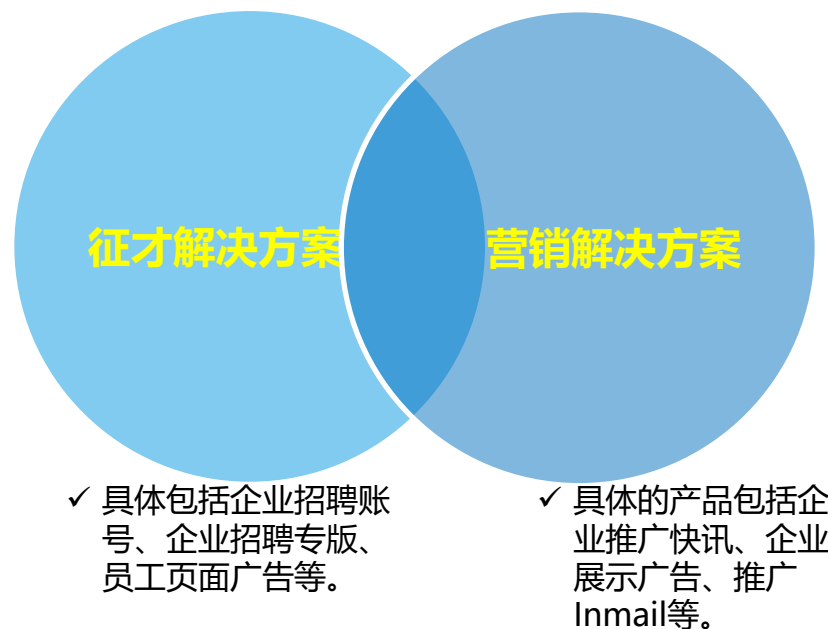 征才解决方案
营销解决方案
✓ 具体包括企业招聘账
号、企业招聘专版、
员工页面广告等。
✓ 具体的产品包括企
业推广快讯、企业
展示广告、推广
Inmail等。